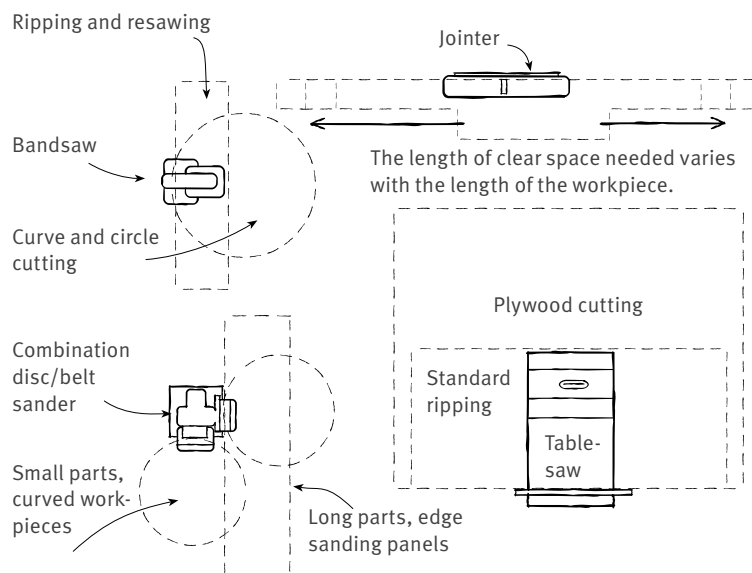 Ripping and resawing
Jointer
Bandsaw
The length of clear space needed varies
with the length of the workpiece.
Curve and circle
cutting
Plywood cutting
Combination
disc/belt
sander
Standard
ripping
Table-
saw
Small parts,
curved work-
pieces
Long parts, edge
sanding panels